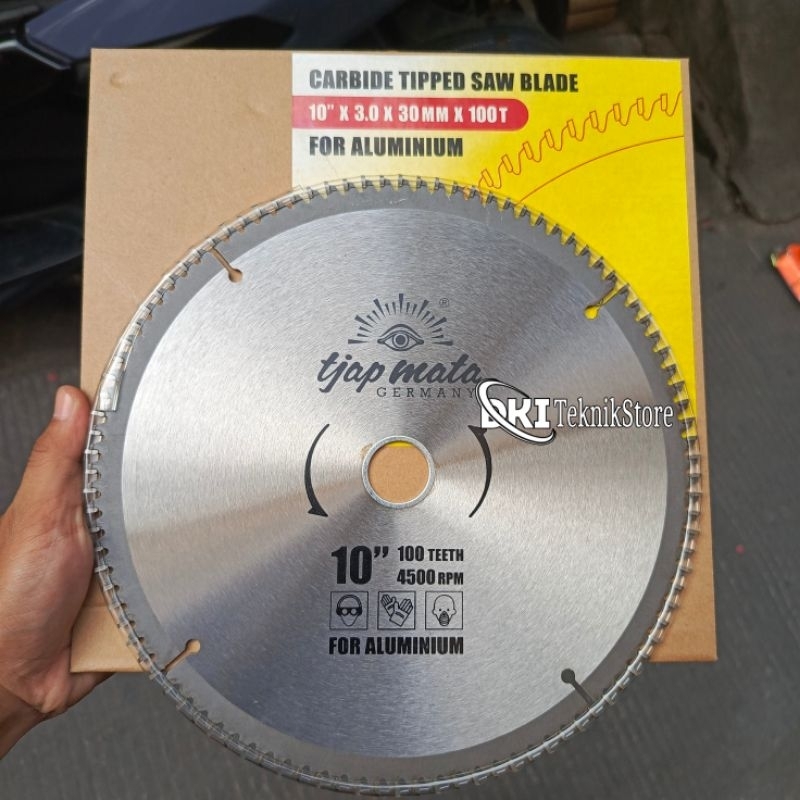 CARBIDE TIPPED SAW BLADE
10" X 3.0 X 30MM X 100T
FOR ALUMINIUM
®
tjap mata
GERMANY
DKI TeknikStore
10" 100 TEETH
4500 RPM
FOR ALUMINIUM